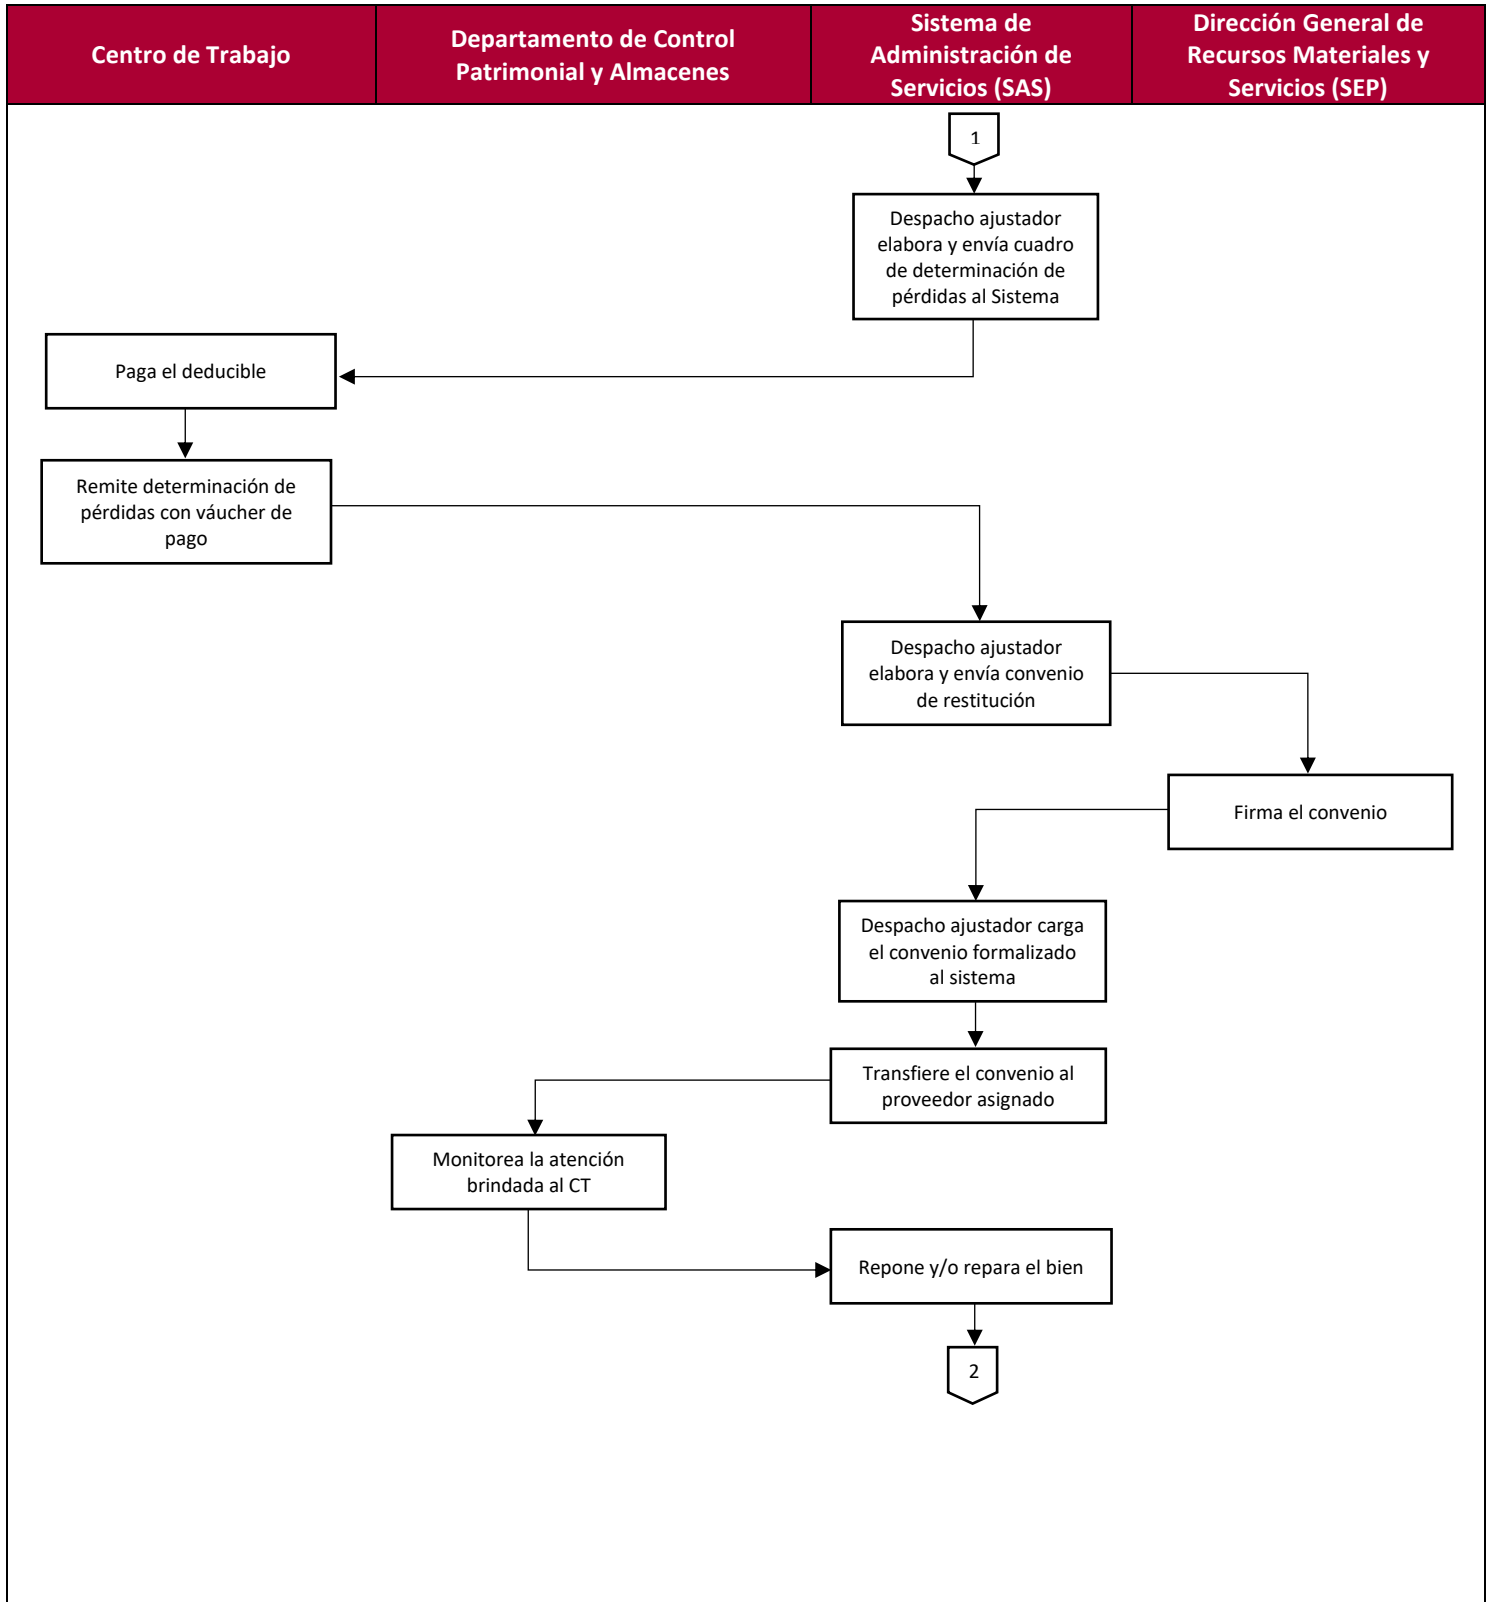 Centro de Trabajo
Departamento de Control
Patrimonial y Almacenes
Sistema de
Administración de
Servicios (SAS)
Dirección General de
Recursos Materiales y
Servicios (SEP)
1
Despacho ajustador
elabora y envía cuadro
de determinación de
pérdidas al Sistema
Paga el deducible
Remite determinación de
pérdidas con váucher de
pago
Despacho ajustador
elabora y envía convenio
de restitución
Firma el convenio
Despacho ajustador carga
el convenio formalizado
al sistema
Transfiere el convenio al
proveedor asignado
Monitorea la atención
brindada al CT
Repone y/o repara el bien
2